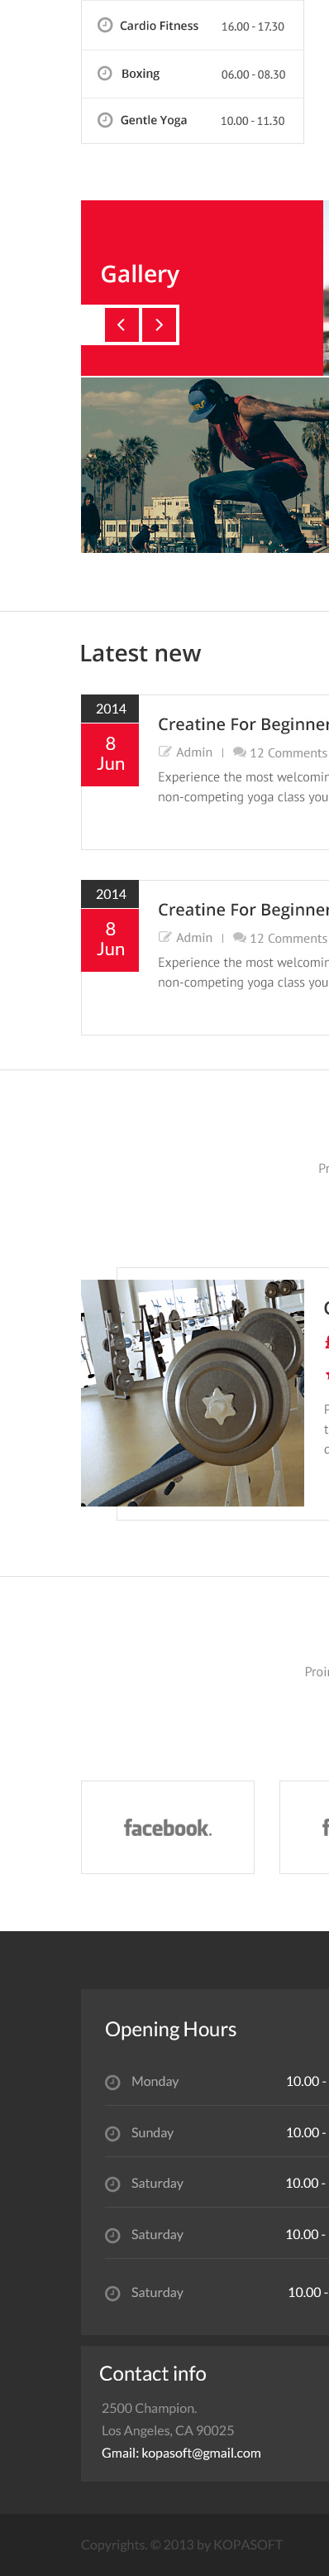 Cardio Fitness 16.00 - 17.30
Boxing 06.00 - 08.30
Gentle Yoga 10.00 - 11.30
Gallery
Latest new
2014
8
Jun
Creatine For Beginner
Admin | 12 Comments
Experience the most welcomin
non-competing yoga class you
2014
8
Jun
Creatine For Beginner
Admin | 12 Comments
Experience the most welcomin
non-competing yoga class you
Pr
£
P
t
c
Proi
facebook.
f
Opening Hours
Monday 10.00 -
Sunday 10.00 -
Saturday 10.00 -
Saturday 10.00 -
Saturday 10.00 -
Contact info
2500 Champion.
Los Angeles, CA 90025
Gmail: kopasoft@gmail.com
Copyrights. © 2013 by KOPASOFT